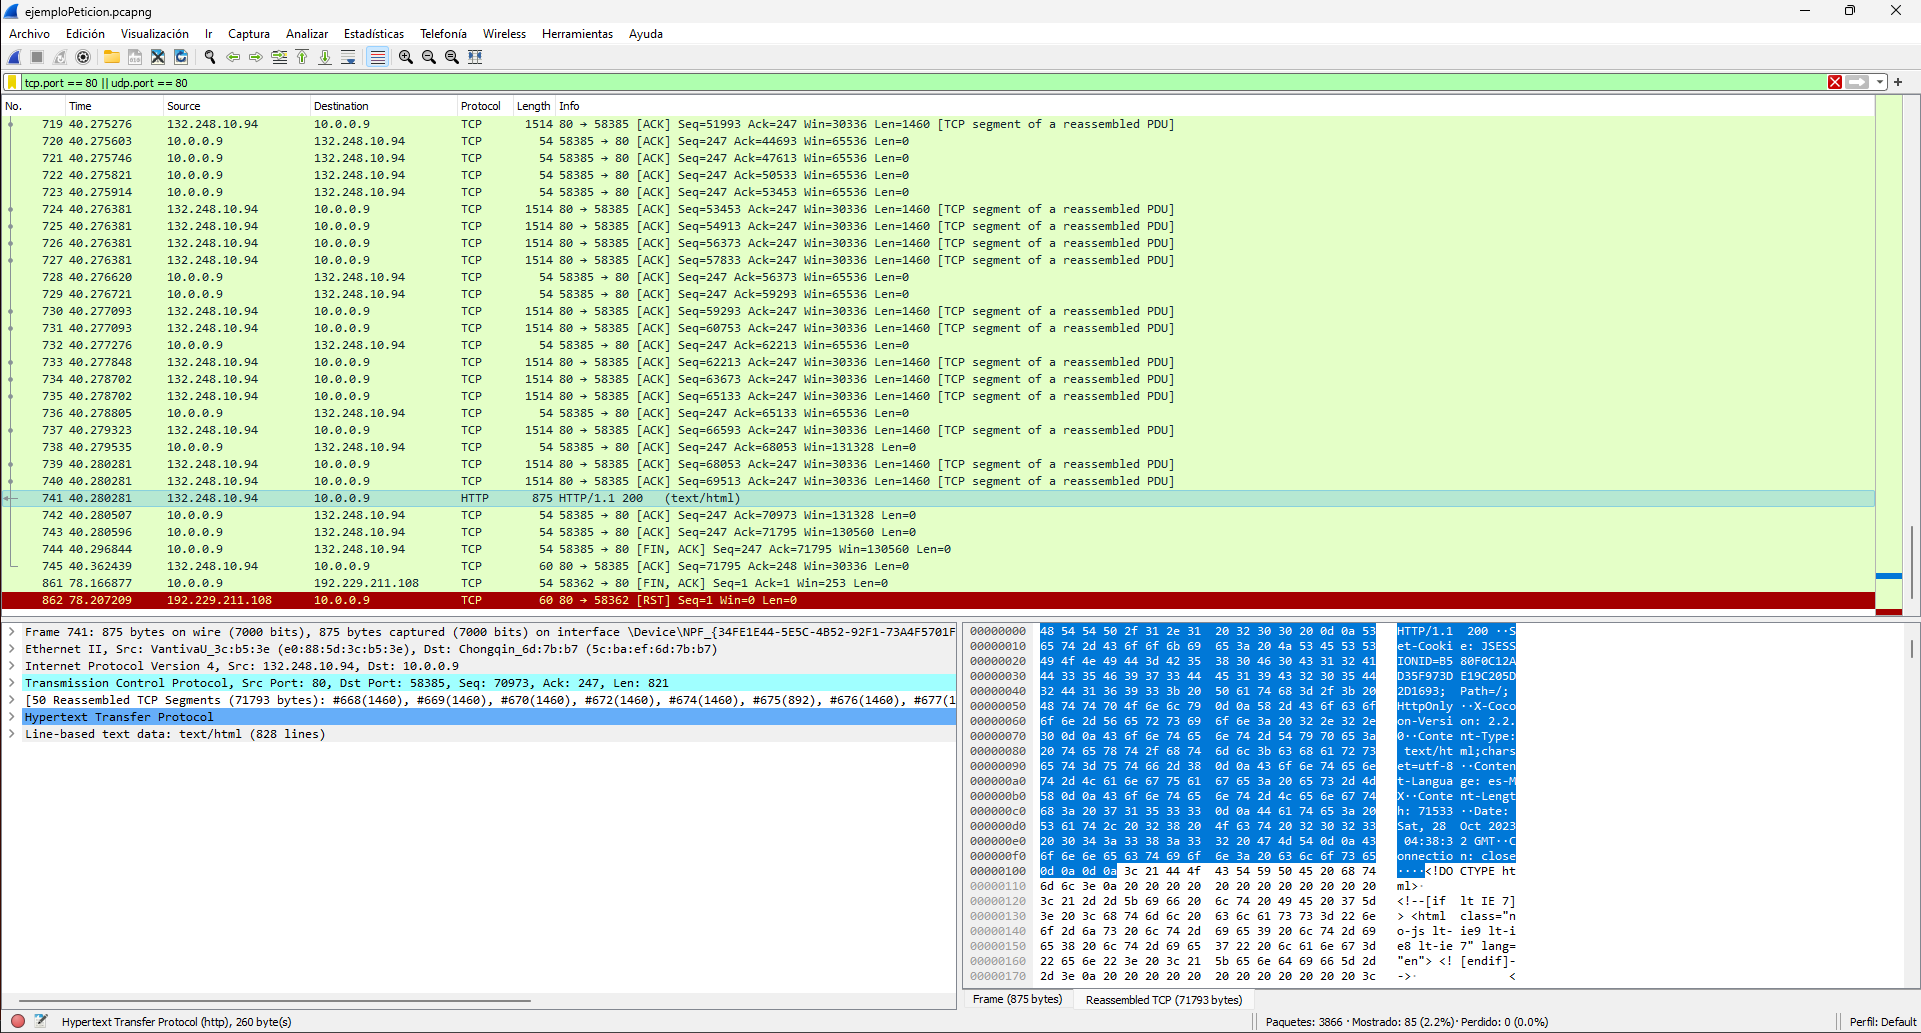 ejemploPeticion.pcapng
Archivo Edición Visualización Ir Captura Analizar Estadísticas Telefonía Wireless Herramientas Ayuda
tcp.port == 80 || udp.port == 80
No. Time Source Destination Protocol Length Info
719 40.275276 132.248.10.94 10.0.0.9 TCP 1514 80 → 58385 [ACK] Seq=51993 Ack=247 Win=30336 Len=1460 [TCP segment of a reassembled PDU]
720 40.275603 10.0.0.9 132.248.10.94 TCP 54 58385 → 80 [ACK] Seq=247 Ack=44693 Win=65536 Len=0
721 40.275746 10.0.0.9 132.248.10.94 TCP 54 58385 → 80 [ACK] Seq=247 Ack=47613 Win=65536 Len=0
722 40.275821 10.0.0.9 132.248.10.94 TCP 54 58385 → 80 [ACK] Seq=247 Ack=50533 Win=65536 Len=0
723 40.275914 10.0.0.9 132.248.10.94 TCP 54 58385 → 80 [ACK] Seq=247 Ack=53453 Win=65536 Len=0
724 40.276381 132.248.10.94 10.0.0.9 TCP 1514 80 → 58385 [ACK] Seq=53453 Ack=247 Win=30336 Len=1460 [TCP segment of a reassembled PDU]
725 40.276381 132.248.10.94 10.0.0.9 TCP 1514 80 → 58385 [ACK] Seq=54913 Ack=247 Win=30336 Len=1460 [TCP segment of a reassembled PDU]
726 40.276381 132.248.10.94 10.0.0.9 TCP 1514 80 → 58385 [ACK] Seq=56373 Ack=247 Win=30336 Len=1460 [TCP segment of a reassembled PDU]
727 40.276381 132.248.10.94 10.0.0.9 TCP 1514 80 → 58385 [ACK] Seq=57833 Ack=247 Win=30336 Len=1460 [TCP segment of a reassembled PDU]
728 40.276620 10.0.0.9 132.248.10.94 TCP 54 58385 → 80 [ACK] Seq=247 Ack=56373 Win=65536 Len=0
729 40.276721 10.0.0.9 132.248.10.94 TCP 54 58385 → 80 [ACK] Seq=247 Ack=59293 Win=65536 Len=0
730 40.277093 132.248.10.94 10.0.0.9 TCP 1514 80 → 58385 [ACK] Seq=59293 Ack=247 Win=30336 Len=1460 [TCP segment of a reassembled PDU]
731 40.277093 132.248.10.94 10.0.0.9 TCP 1514 80 → 58385 [ACK] Seq=60753 Ack=247 Win=30336 Len=1460 [TCP segment of a reassembled PDU]
732 40.277276 10.0.0.9 132.248.10.94 TCP 54 58385 → 80 [ACK] Seq=247 Ack=62213 Win=65536 Len=0
733 40.277848 132.248.10.94 10.0.0.9 TCP 1514 80 → 58385 [ACK] Seq=62213 Ack=247 Win=30336 Len=1460 [TCP segment of a reassembled PDU]
734 40.278702 132.248.10.94 10.0.0.9 TCP 1514 80 → 58385 [ACK] Seq=63673 Ack=247 Win=30336 Len=1460 [TCP segment of a reassembled PDU]
735 40.278702 132.248.10.94 10.0.0.9 TCP 1514 80 → 58385 [ACK] Seq=65133 Ack=247 Win=30336 Len=1460 [TCP segment of a reassembled PDU]
736 40.278805 10.0.0.9 132.248.10.94 TCP 54 58385 → 80 [ACK] Seq=247 Ack=65133 Win=65536 Len=0
737 40.279323 132.248.10.94 10.0.0.9 TCP 1514 80 → 58385 [ACK] Seq=66593 Ack=247 Win=30336 Len=1460 [TCP segment of a reassembled PDU]
738 40.279535 10.0.0.9 132.248.10.94 TCP 54 58385 → 80 [ACK] Seq=247 Ack=68053 Win=131328 Len=0
739 40.280281 132.248.10.94 10.0.0.9 TCP 1514 80 → 58385 [ACK] Seq=68053 Ack=247 Win=30336 Len=1460 [TCP segment of a reassembled PDU]
740 40.280281 132.248.10.94 10.0.0.9 TCP 1514 80 → 58385 [ACK] Seq=69513 Ack=247 Win=30336 Len=1460 [TCP segment of a reassembled PDU]
741 40.280281 132.248.10.94 10.0.0.9 HTTP 875 HTTP/1.1 200 (text/html)
742 40.280507 10.0.0.9 132.248.10.94 TCP 54 58385 → 80 [ACK] Seq=247 Ack=70973 Win=131328 Len=0
743 40.280596 10.0.0.9 132.248.10.94 TCP 54 58385 → 80 [ACK] Seq=247 Ack=71795 Win=130560 Len=0
744 40.296844 10.0.0.9 132.248.10.94 TCP 54 58385 → 80 [FIN, ACK] Seq=247 Ack=71795 Win=130560 Len=0
745 40.362439 132.248.10.94 10.0.0.9 TCP 60 80 → 58385 [ACK] Seq=71795 Ack=248 Win=30336 Len=0
861 78.166877 10.0.0.9 192.229.211.108 TCP 54 58362 → 80 [FIN, ACK] Seq=1 Ack=1 Win=253 Len=0
862 78.207209 192.229.211.108 10.0.0.9 TCP 60 80 → 58362 [RST] Seq=1 Win=0 Len=0
Frame 741: 875 bytes on wire (7000 bits), 875 bytes captured (7000 bits) on interface \Device\NPF_{34FE1E44-5E5C-4B52-92F1-73A4F5701F
Ethernet II, Src: VantivaU_3c:b5:3e (e0:88:5d:3c:b5:3e), Dst: Chongqin_6d:7b:b7 (5c:ba:ef:6d:7b:b7)
Internet Protocol Version 4, Src: 132.248.10.94, Dst: 10.0.0.9
Transmission Control Protocol, Src Port: 80, Dst Port: 58385, Seq: 70973, Ack: 247, Len: 821
[50 Reassembled TCP Segments (71793 bytes): #668(1460), #669(1460), #670(1460), #672(1460), #674(1460), #675(892), #676(1460), #677(1
Hypertext Transfer Protocol
Line-based text data: text/html (828 lines)
00000000 48 54 54 50 2f 31 2e 31 20 32 30 30 20 0d 0a 53 HTTP/1.1 200 ··S
00000010 65 74 2d 43 6f 6f 6b 69 65 3a 20 4a 53 45 53 53 et-Cooki e: JSESS
00000020 49 4f 4e 49 44 3d 42 35 38 30 46 30 43 31 32 41 IONID=B5 80F0C12A
00000030 44 33 35 46 39 37 33 44 45 31 39 43 32 30 35 44 D35F973D E19C205D
00000040 32 44 31 36 39 33 3b 20 50 61 74 68 3d 2f 3b 20 2D1693; Path=/;
00000050 48 74 74 70 4f 6e 6c 79 0d 0a 58 2d 43 6f 63 6f HttpOnly ··X-Coco
00000060 6f 6e 2d 56 65 72 73 69 6f 6e 3a 20 32 2e 32 2e on-Versi on: 2.2.
00000070 30 0d 0a 43 6f 6e 74 65 6e 74 2d 54 79 70 65 3a 0··Conte nt-Type:
00000080 20 74 65 78 74 2f 68 74 6d 6c 3b 63 68 61 72 73 text/ht ml;chars
00000090 65 74 3d 75 74 66 2d 38 0d 0a 43 6f 6e 74 65 6e et=utf-8 ··Conten
000000a0 74 2d 4c 61 6e 67 75 61 67 65 3a 20 65 73 2d 4d t-Langua ge: es-M
000000b0 58 0d 0a 43 6f 6e 74 65 6e 74 2d 4c 65 6e 67 74 X··Conte nt-Lengt
000000c0 68 3a 20 37 31 35 33 33 0d 0a 44 61 74 65 3a 20 h: 71533 ··Date:
000000d0 53 61 74 2c 20 32 38 20 4f 63 74 20 32 30 32 33 Sat, 28 Oct 2023
000000e0 20 30 34 3a 33 38 3a 33 32 20 47 4d 54 0d 0a 43 04:38:3 2 GMT··C
000000f0 6f 6e 6e 65 63 74 69 6f 6e 3a 20 63 6c 6f 73 65 onnectio n: close
00000100 0d 0a 0d 0a 3c 21 44 4f 43 54 59 50 45 20 68 74 ····<!DO CTYPE ht
00000110 6d 6c 3e 0a 20 20 20 20 20 20 20 20 20 20 20 20 ml>·
00000120 3c 21 2d 2d 5b 69 66 20 6c 74 20 49 45 20 37 5d <!--[if lt IE 7]
00000130 3e 20 3c 68 74 6d 6c 20 63 6c 61 73 73 3d 22 6e > <html class="n
00000140 6f 2d 6a 73 20 6c 74 2d 69 65 39 20 6c 74 2d 69 o-js lt- ie9 lt-i
00000150 65 38 20 6c 74 2d 69 65 37 22 20 6c 61 6e 67 3d e8 lt-ie 7" lang=
00000160 22 65 6e 22 3e 20 3c 21 5b 65 6e 64 69 66 5d 2d "en"> <! [endif]-
00000170 2d 3e 0a 20 20 20 20 20 20 20 20 20 20 20 20 3c ->· <
Frame (875 bytes) Reassembled TCP (71793 bytes)
Hypertext Transfer Protocol (http), 260 byte(s)
Paquetes: 3866 · Mostrado: 85 (2.2%) · Perdido: 0 (0.0%)
Perfil: Default